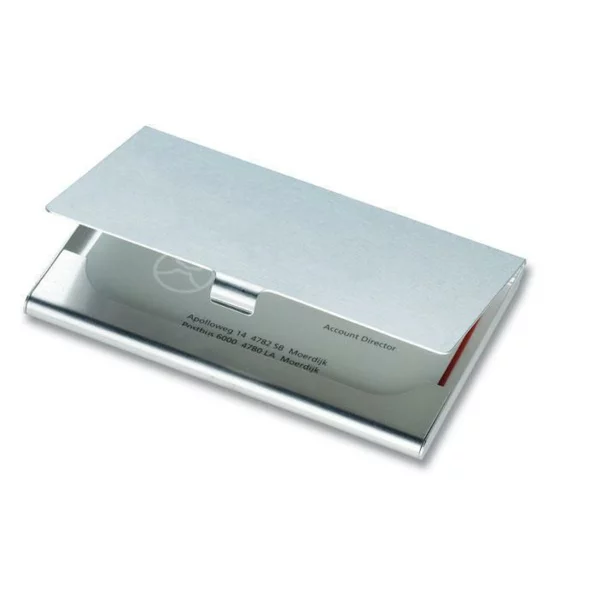 Account Director
Apolloweg 14 4782 SB Moerdijk
Postbus 6000 4780 LA Moerdijk